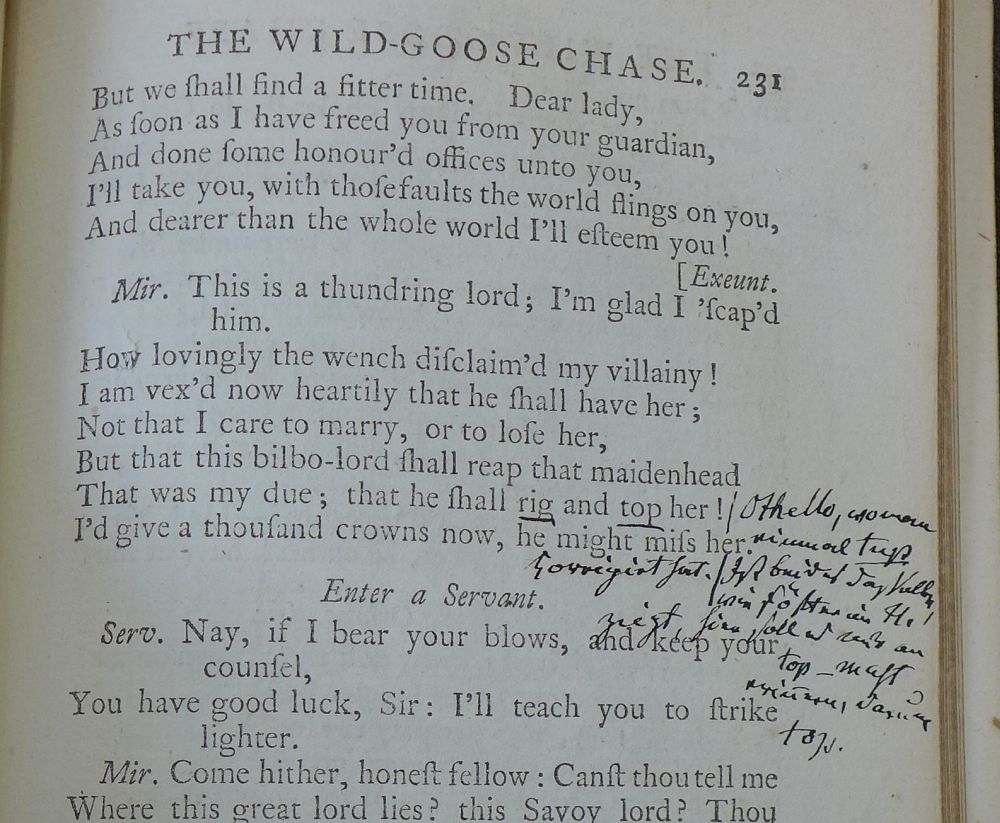 THE WILD-GOOSE CHASE. 231
But we ſhall find a fitter time. Dear lady,
As ſoon as I have freed you from your guardian,
And done ſome honour'd offices unto you,
I'll take you, with thoſe faults the world flings on you,
And dearer than the whole world I'll eſteem you!
[Exeunt.
Mir. This is a thundring lord; I'm glad I 'ſcap'd
him.
How lovingly the wench diſclaim'd my villainy!
I am vex'd now heartily that he ſhall have her;
Not that I care to marry, or to loſe her,
But that this bilbo-lord ſhall reap that maidenhead
That was my due; that he ſhall rig and top her! / Othello, woman
I'd give a thouſand crowns now, he might miſs her. einmal tups
Enter a Servant.
Serv. Nay, if I bear your blows, and keep your
counſel,
top-maſt
You have good luck, Sir: I'll teach you to ſtrike
lighter.
tops.
Mir. Come hither, honeſt fellow: Canſt thou tell me
Where this great lord lies? this Savoy lord? Thou